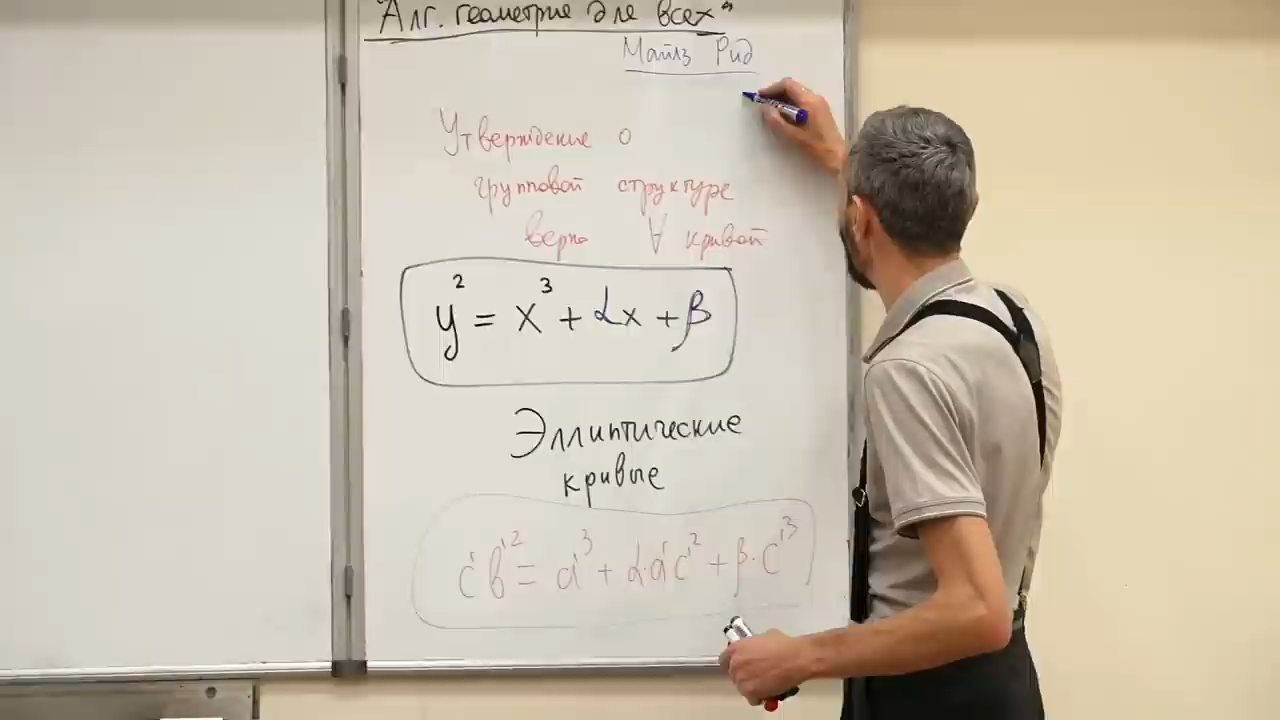 "Алг. геометрие для всех"
Майлз Рид
Утверждение о
групповой структуре
верно ∀ кривой
y² = x³ + αx + β
Эллиптические
кривые
c'b'² = a'³ + α·a'c'² + β·c'³